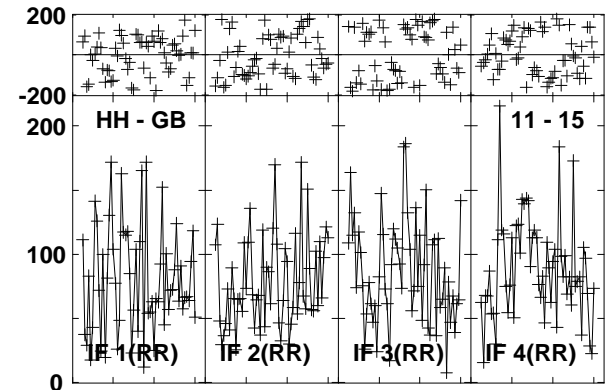 200
-200
200
HH - GB 11 - 15
100
IF 1(RR) IF 2(RR) IF 3(RR) IF 4(RR)
0